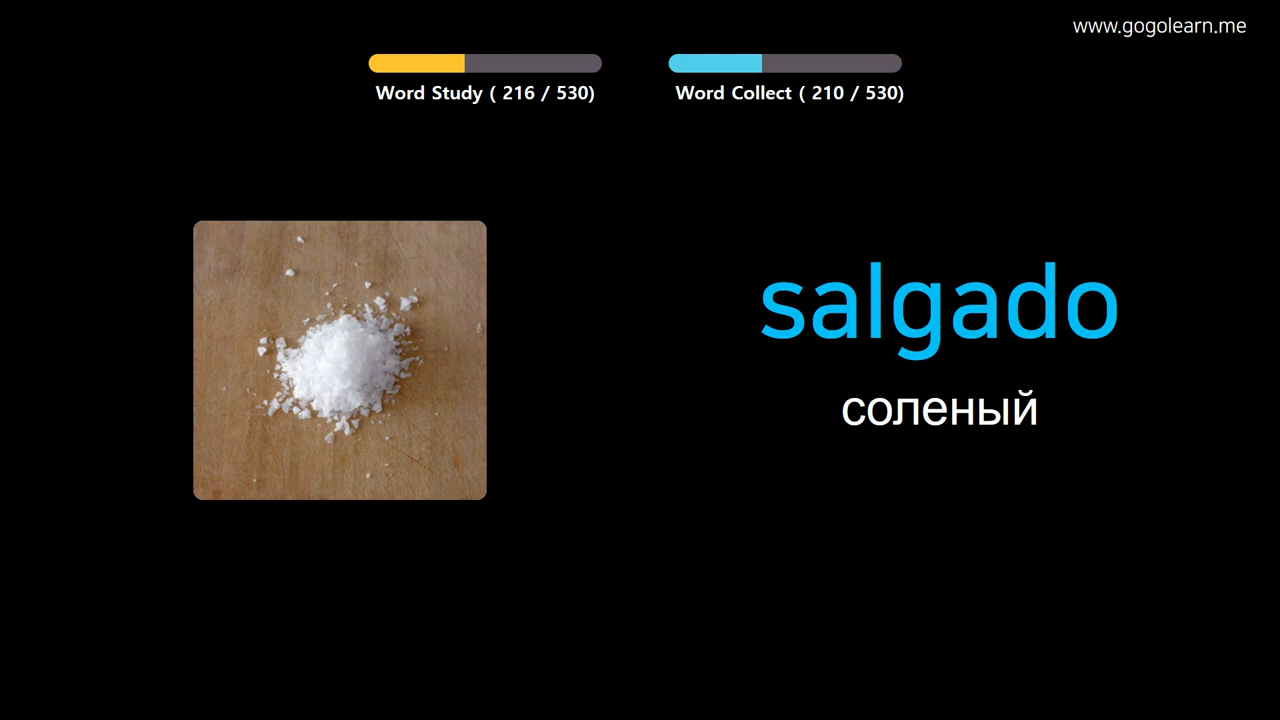 www.gogolearn.me
Word Study ( 216 / 530)
Word Collect ( 210 / 530)
salgado
соленый